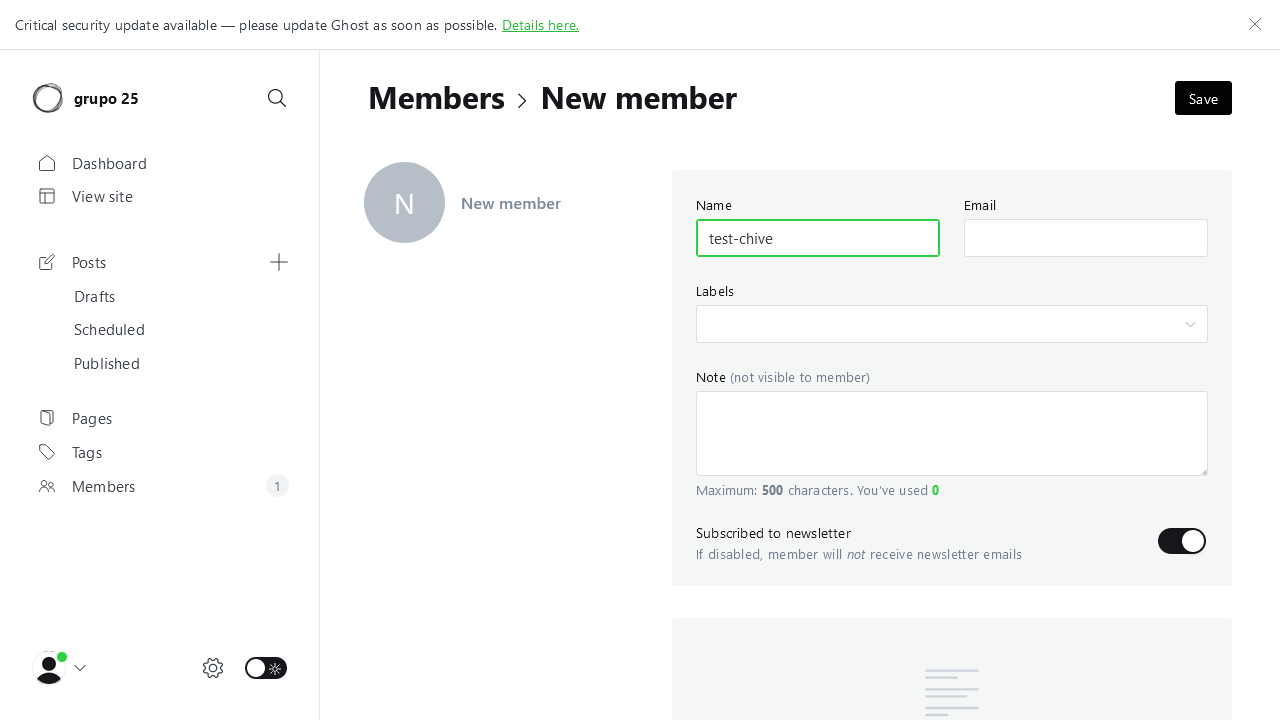 Critical security update available — please update Ghost as soon as possible. Details here.
grupo 25
Dashboard
View site
Posts
Drafts
Scheduled
Published
Pages
Tags
Members 1
Members > New member
Save
N
New member
Name
test-chive
Email
Labels
Note (not visible to member)
Maximum: 500 characters. You've used 0
Subscribed to newsletter
If disabled, member will not receive newsletter emails